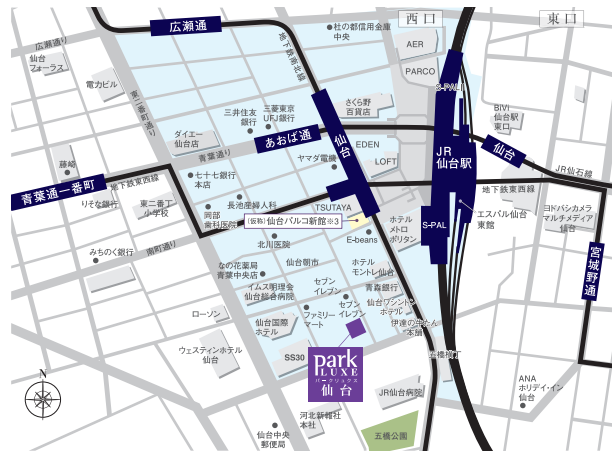 広瀬通
西口
東口
広瀬通り
仙台
フォーラス
電力ビル
東二番町通り
地下鉄南北線
杜の都信用金庫
中央
AER
PARCO
S-PALⅡ
さくら野
百貨店
三井住友
銀行
三菱東京
UFJ銀行
ダイエー
仙台店
あおば通
仙台
EDEN
LOFT
JR
仙台駅
BiVi
仙台駅
東口
仙台
JR仙石線
青葉通り
ヤマダ電機
藤崎
七十七銀行
本店
青葉通一番町
地下鉄東西線
りそな銀行
東二番丁
小学校
長池産婦人科
岡部
歯科医院
TSUTAYA
(仮称)仙台パルコ新館※3
地下鉄東西線
エスパル仙台
東館
ヨドバシカメラ
マルチメディア
仙台
宮城野通
S-PAL
ホテル
メトロ
ポリタン
E-beans
北川医院
南町通り
みちのく銀行
なの花薬局
青葉中央店
仙台朝市
ホテル
モントレ仙台
イムス明理会
仙台総合病院
セブン
イレブン
青森銀行
セブン
イレブン
仙台ワシントン
ホテル
ファミリー
マート
伊達の牛たん
本舗
ローソン
仙台国際
ホテル
ウェスティンホテル
仙台
SS30
五橋横丁
park
LUXE
パークリュクス
仙台
N
JR仙台病院
ANA
ホリデイ・イン
仙台
河北新報社
本社
仙台中央
郵便局
五橋公園